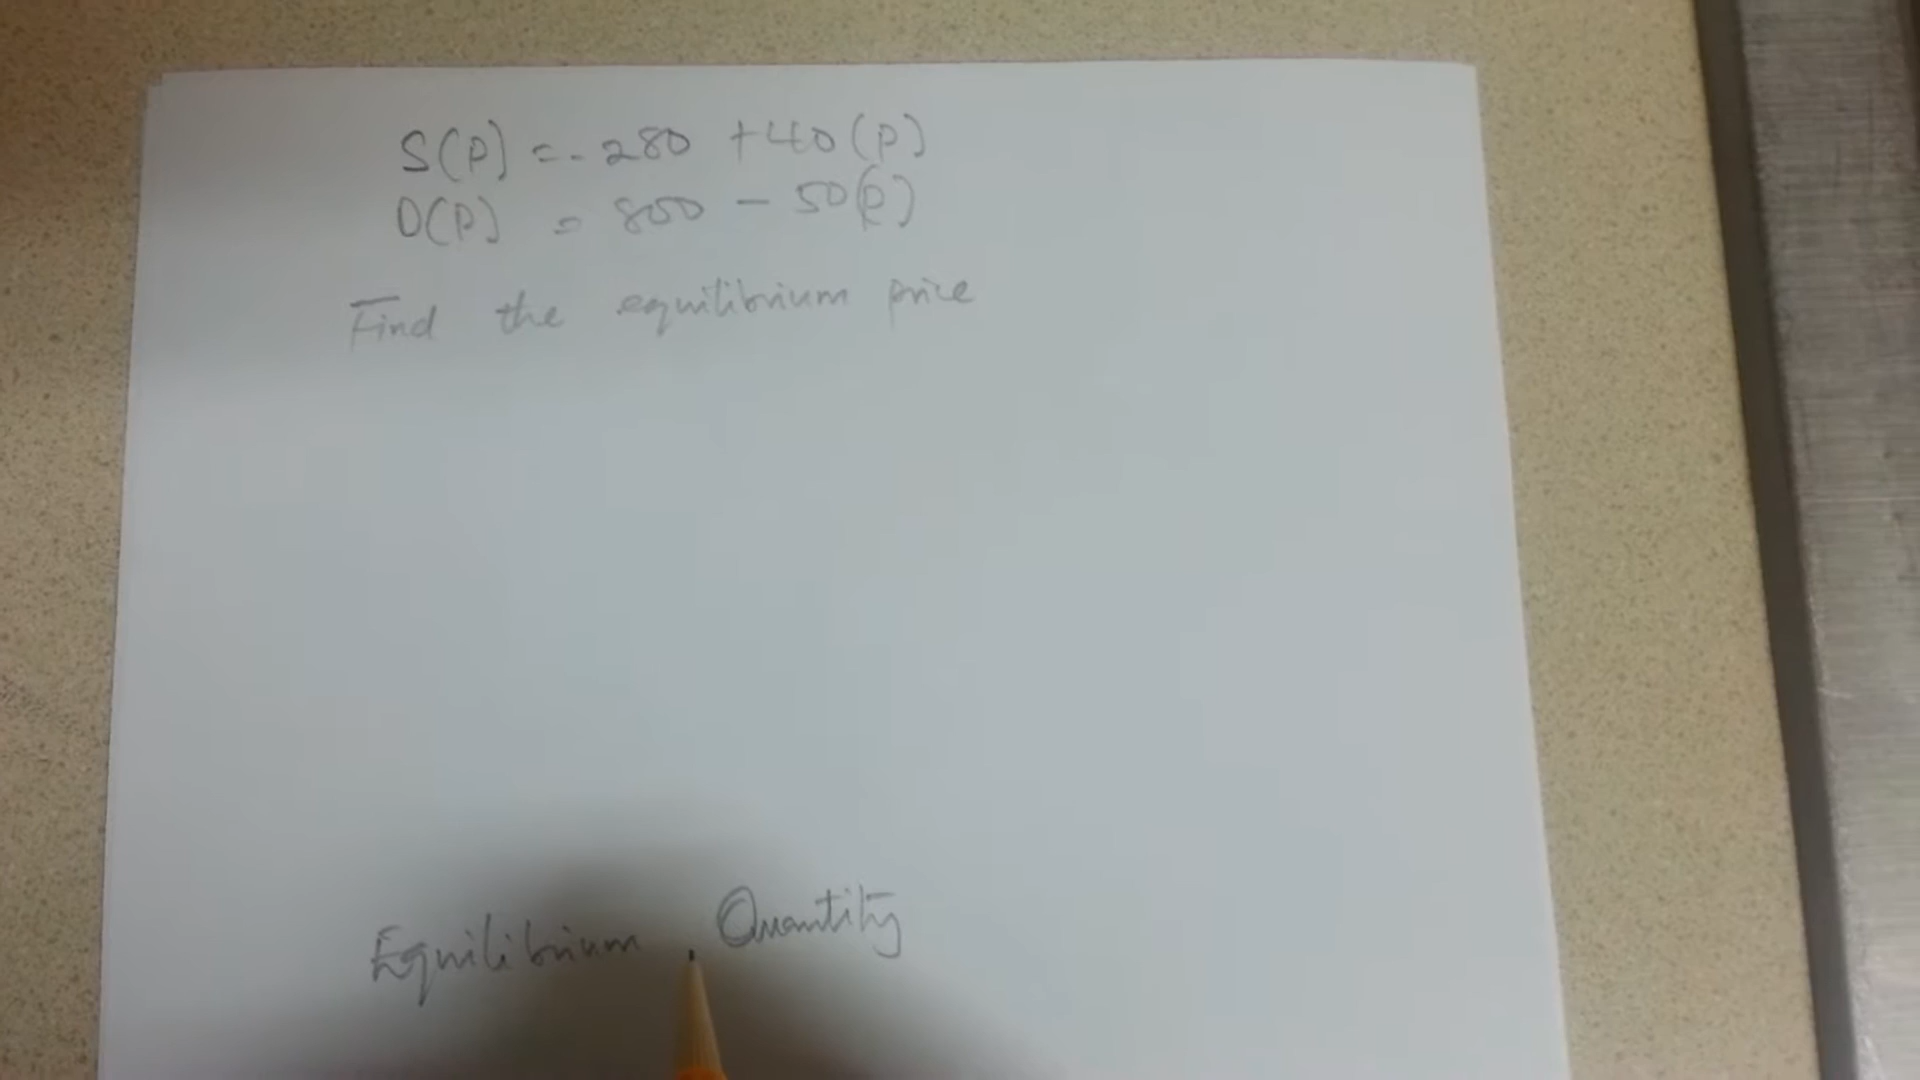 S(P) = -280 +40(P)
D(P) = 800 - 50(P)
Find the equilibrium price
Equilibrium Quantity